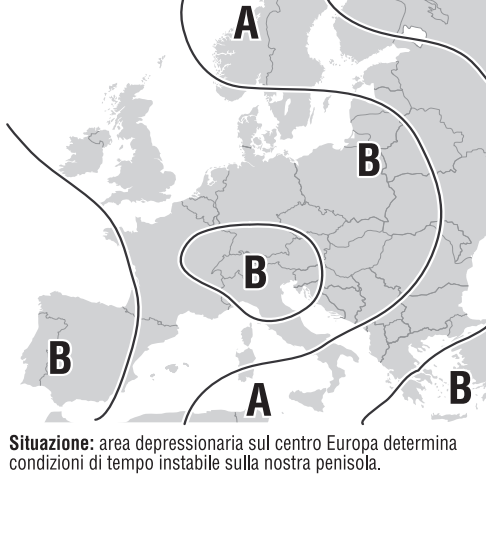 A
B
B
B
A
B
Situazione: area depressionaria sul centro Europa determina
condizioni di tempo instabile sulla nostra penisola.